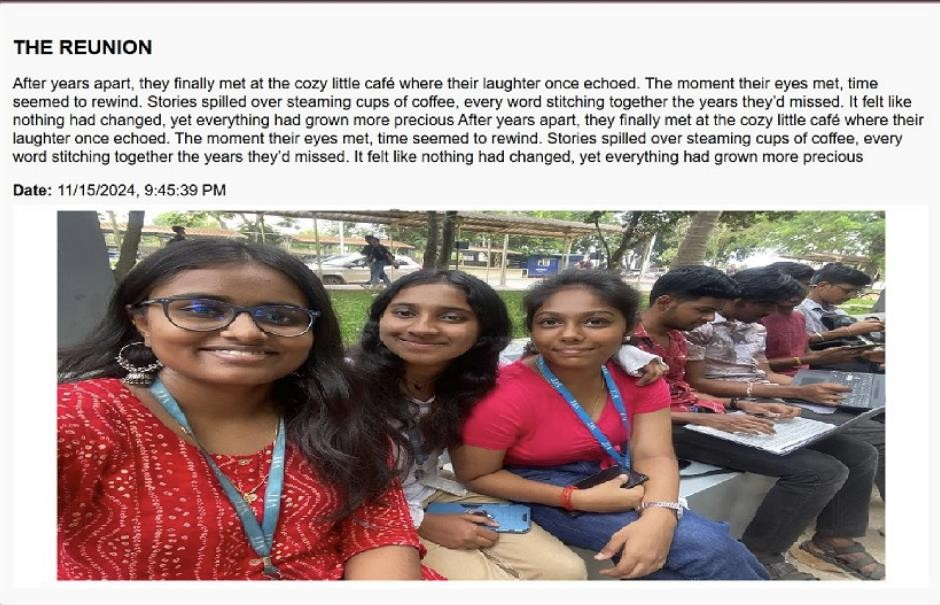 THE REUNION
After years apart, they finally met at the cozy little café where their laughter once echoed. The moment their eyes met, time
seemed to rewind. Stories spilled over steaming cups of coffee, every word stitching together the years they’d missed. It felt like
nothing had changed, yet everything had grown more precious After years apart, they finally met at the cozy little café where their
laughter once echoed. The moment their eyes met, time seemed to rewind. Stories spilled over steaming cups of coffee, every
word stitching together the years they’d missed. It felt like nothing had changed, yet everything had grown more precious
Date: 11/15/2024, 9:45:39 PM